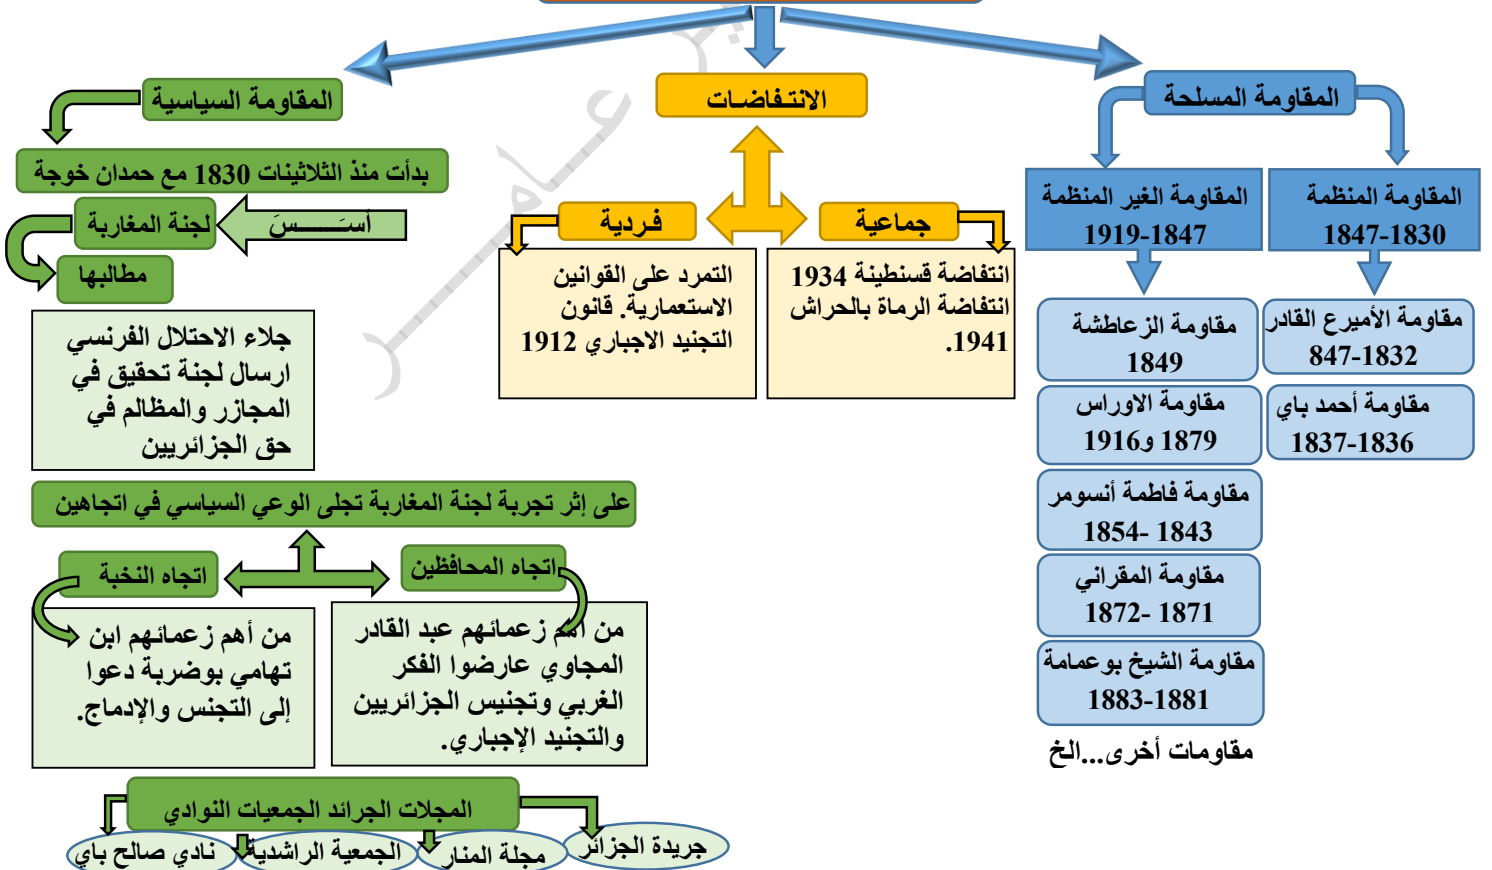 المقاومة المسلحة
المقاومة المنظمة
1830-1847
مقاومة الأميرع القادر
1832-847
مقاومة أحمد باي
1836-1837
المقاومة الغير المنظمة
1847-1919
مقاومة الزعاطشة
1849
مقاومة الاوراس
1879 و1916
مقاومة فاطمة أنسومر
1843 -1854
مقاومة المقراني
1871 -1872
مقاومة الشيخ بوعمامة
1881-1883
مقاومات أخرى...الخ
الانتفاضات
جماعية
انتفاضة قسنطينة 1934
انتفاضة الرماة بالحراش
1941.
فردية
التمرد على القوانين
الاستعمارية. قانون
التجنيد الاجباري 1912
المقاومة السياسية
بدأت منذ الثلاثينات 1830 مع حمدان خوجة
أسَـــــسَ
لجنة المغاربة
مطالبها
جلاء الاحتلال الفرنسي
ارسال لجنة تحقيق في
المجازر والمظالم في
حق الجزائريين
على إثر تجربة لجنة المغاربة تجلى الوعي السياسي في اتجاهين
اتجاه المحافظين
من أهم زعمائهم عبد القادر
المجاوي عارضوا الفكر
الغربي وتجنيس الجزائريين
والتجنيد الإجباري.
اتجاه النخبة
من أهم زعمائهم ابن
تهامي بوضربة دعوا
إلى التجنس والإدماج.
المجلات الجرائد الجمعيات النوادي
جريدة الجزائر
مجلة المنار
الجمعية الراشدية
نادي صالح باي